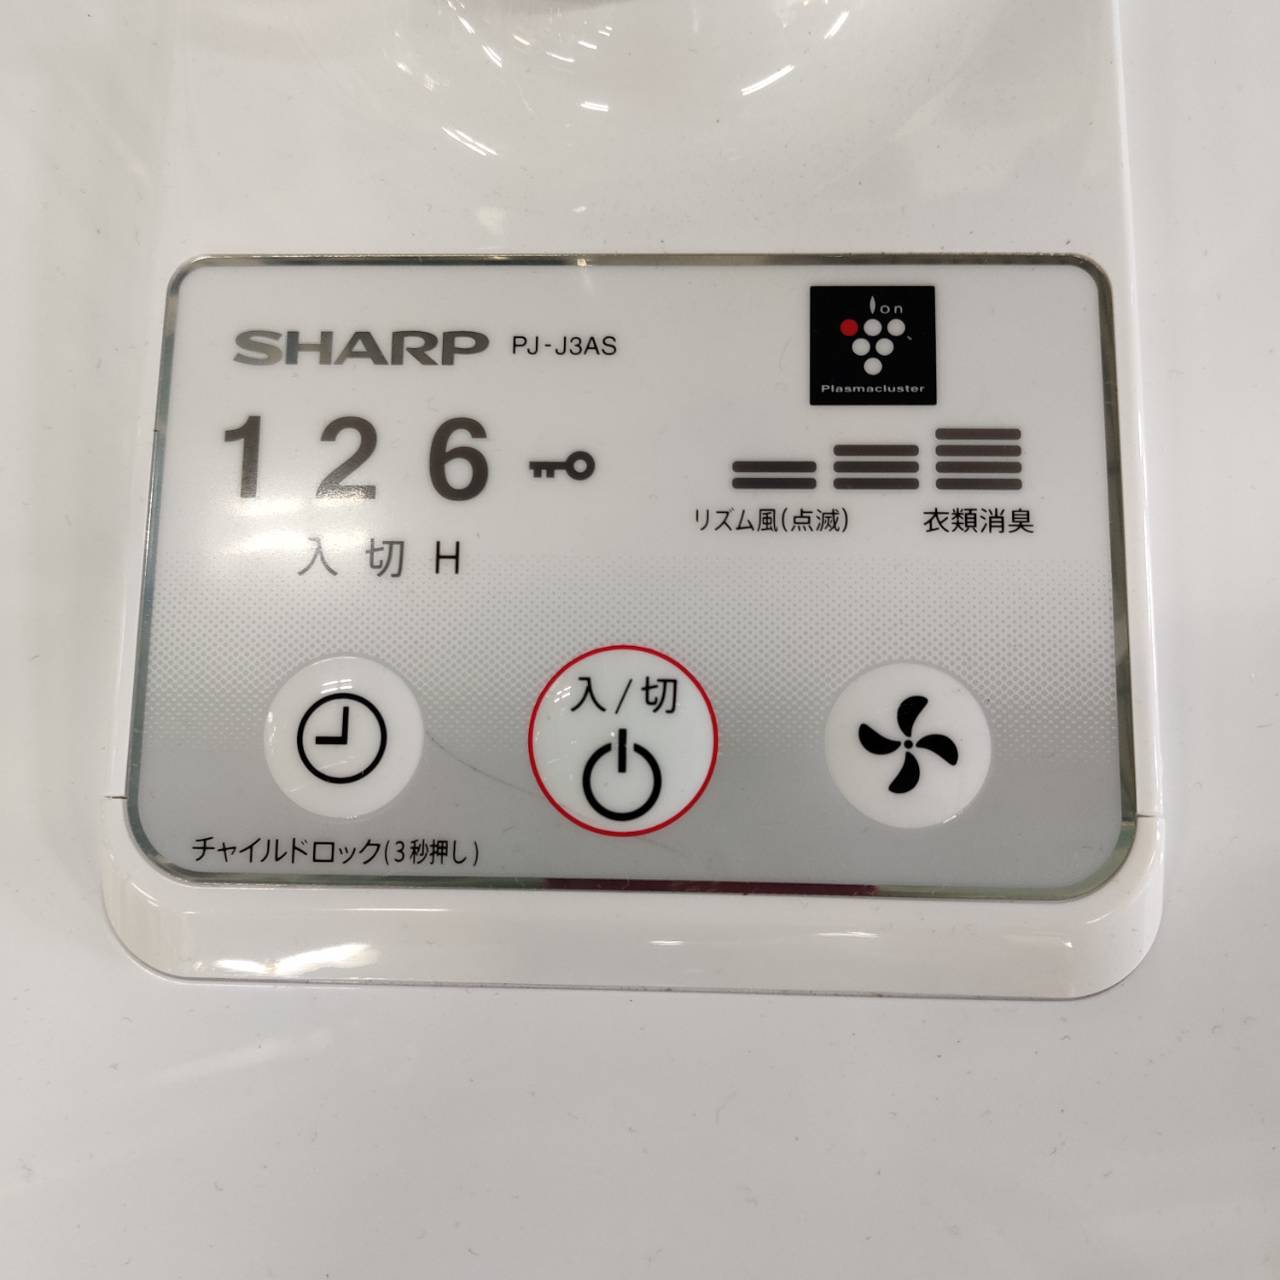 SHARP PJ-J3AS
Ion
Plasmacluster
1 2 6
リズム風(点滅) 衣類消臭
入 切 H
入/切
チャイルドロック(3秒押し)